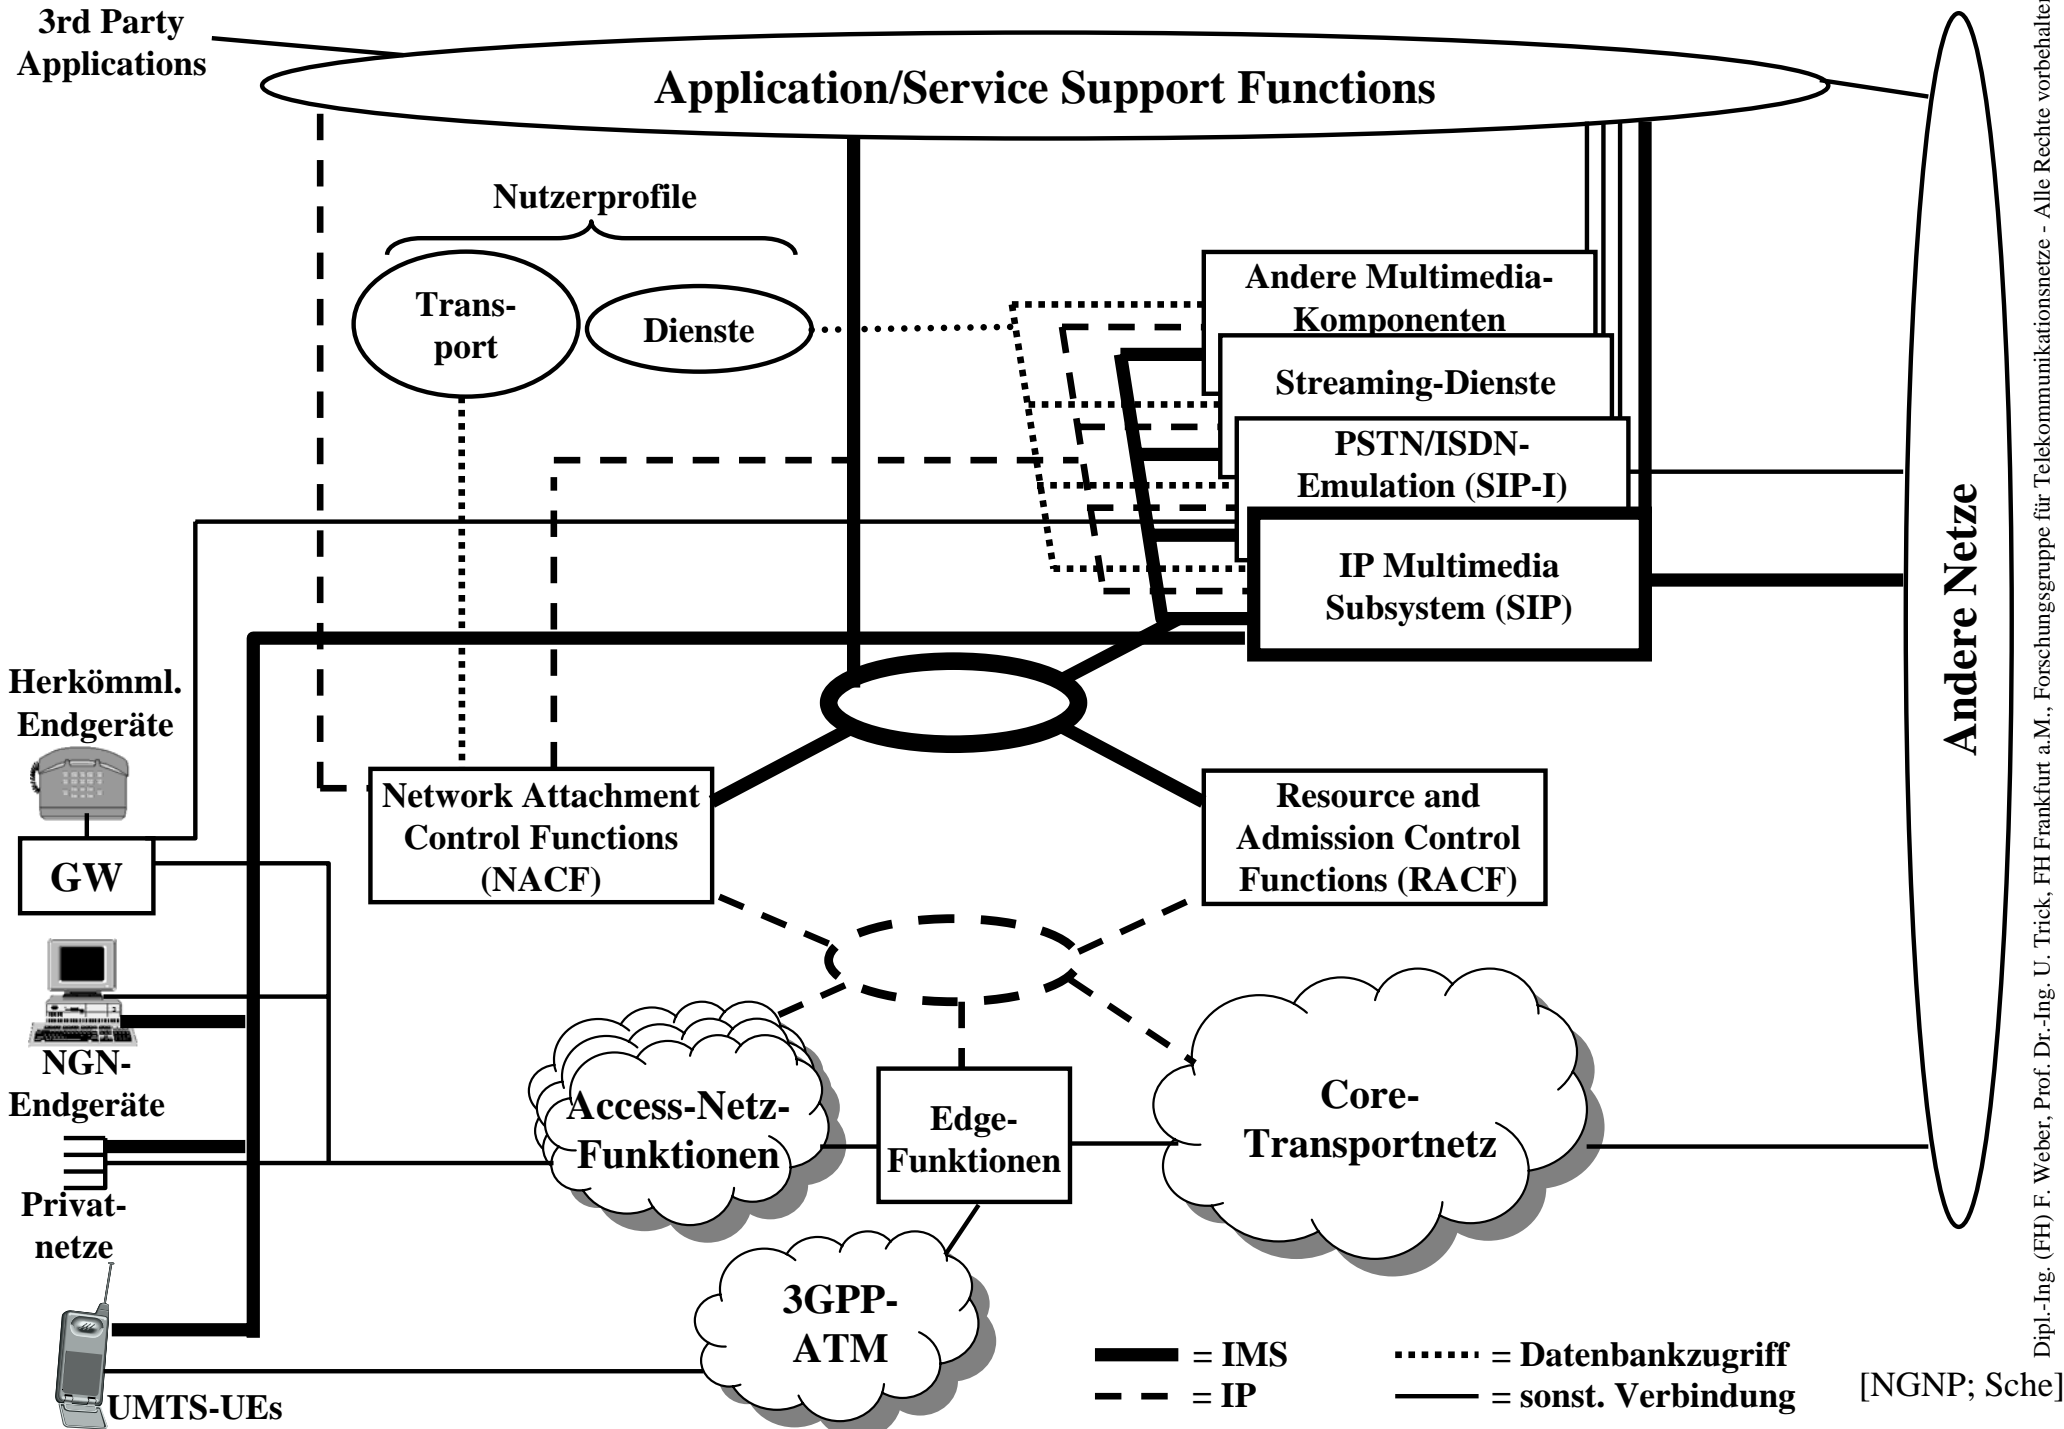 3rd Party
Applications
Application/Service Support Functions
Nutzerprofile
Trans-
port
Dienste
Andere Multimedia-
Komponenten
Streaming-Dienste
PSTN/ISDN-
Emulation (SIP-I)
IP Multimedia
Subsystem (SIP)
Andere Netze
Herkömml.
Endgeräte
GW
Network Attachment
Control Functions
(NACF)
Resource and
Admission Control
Functions (RACF)
NGN-
Endgeräte
Access-Netz-
Funktionen
Edge-
Funktionen
Core-
Transportnetz
Privat-
netze
3GPP-
ATM
UMTS-UEs
= IMS
= IP
= Datenbankzugriff
= sonst. Verbindung
[NGNP; Sche]
Dipl.-Ing. (FH) F. Weber, Prof. Dr.-Ing. U. Trick, FH Frankfurt a.M., Forschungsgruppe für Telekommunikationsnetze - Alle Rechte vorbehalten